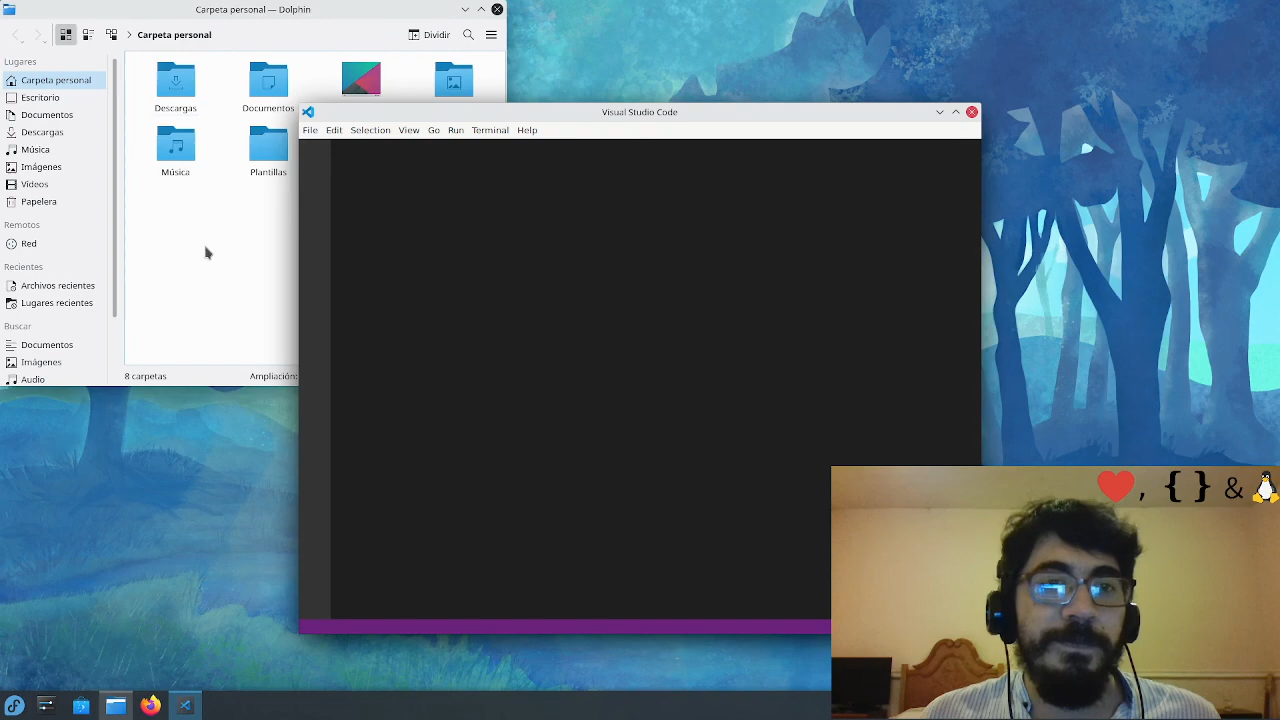 Carpeta personal — Dolphin
Carpeta personal
Dividir
Lugares
Carpeta personal
Escritorio
Documentos
Descargas
Música
Imágenes
Vídeos
Papelera
Remotos
Red
Recientes
Archivos recientes
Lugares recientes
Buscar
Documentos
Imágenes
Audio
Descargas
Documentos
Música
Plantillas
8 carpetas
Ampliación:
Visual Studio Code
File Edit Selection View Go Run Terminal Help
, { } &